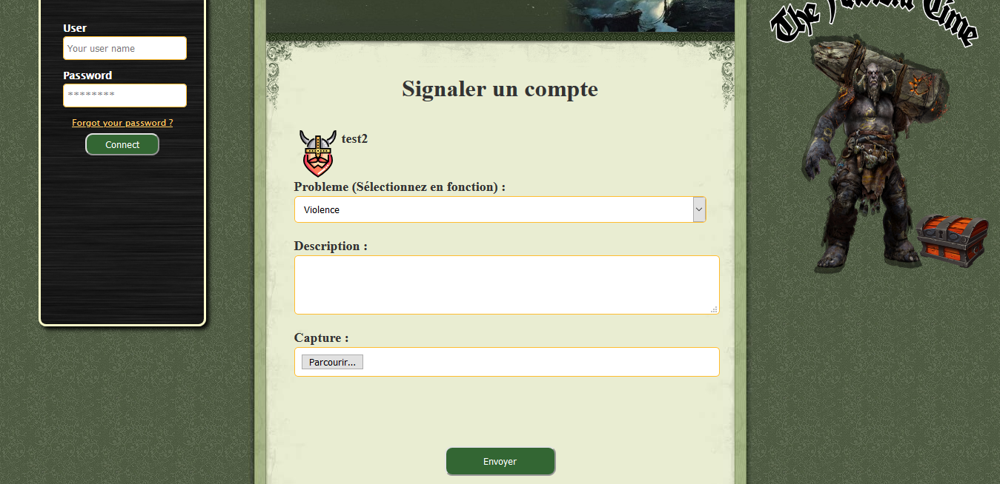 User
Your user name
Password
********
Forgot your password ?
Connect
Signaler un compte
test2
Probleme (Sélectionnez en fonction) :
Violence
Description :
Capture :
Parcourir...
Envoyer
The
Time